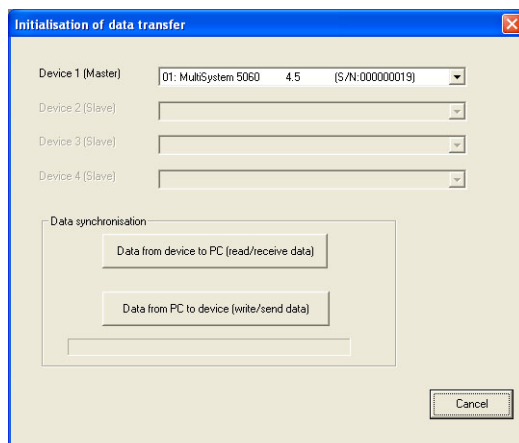 Initialisation of data transfer
Device 1 (Master)
01: MultiSystem 5060 4.5 (S/N:000000019)
Device 2 (Slave)
Device 3 (Slave)
Device 4 (Slave)
Data synchronisation
Data from device to PC (read/receive data)
Data from PC to device (write/send data)
Cancel